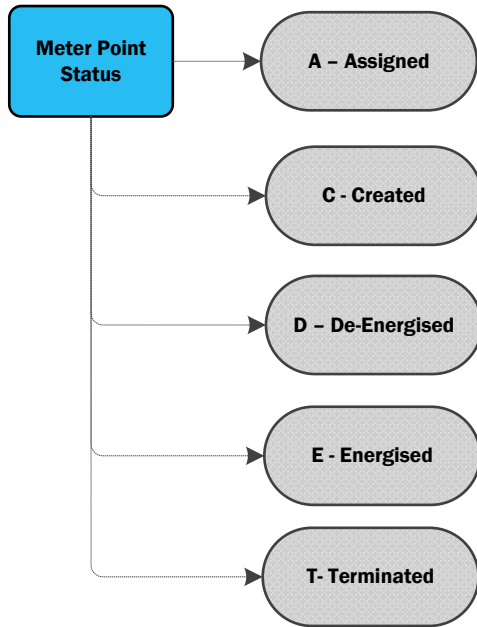 Meter Point
Status
A – Assigned
C - Created
D – De-Energised
E - Energised
T- Terminated